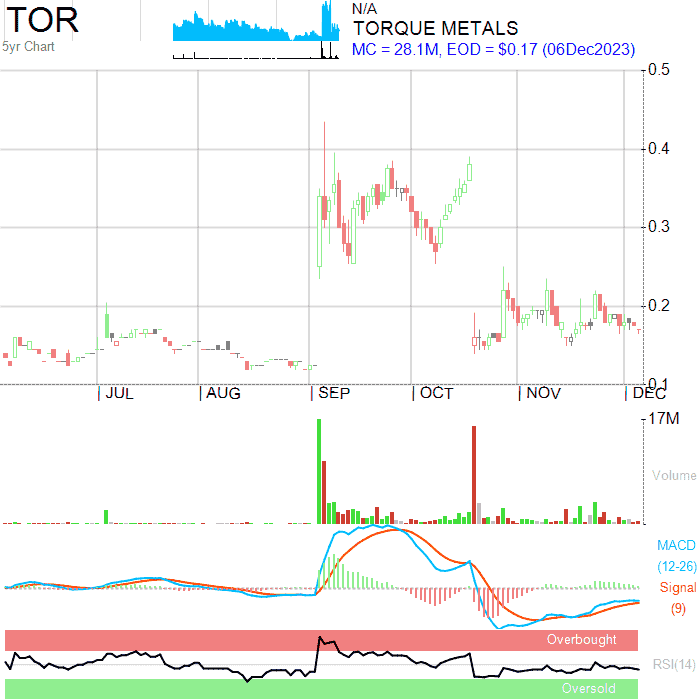 TOR
5yr Chart
N/A
TORQUE METALS
MC = 28.1M, EOD = $0.17 (06Dec2023)
0.5
0.4
0.3
0.2
0.1
JUL
AUG
SEP
OCT
NOV
DEC
17M
Volume
MACD
(12-26)
Signal
(9)
Overbought
RSI(14)
Oversold